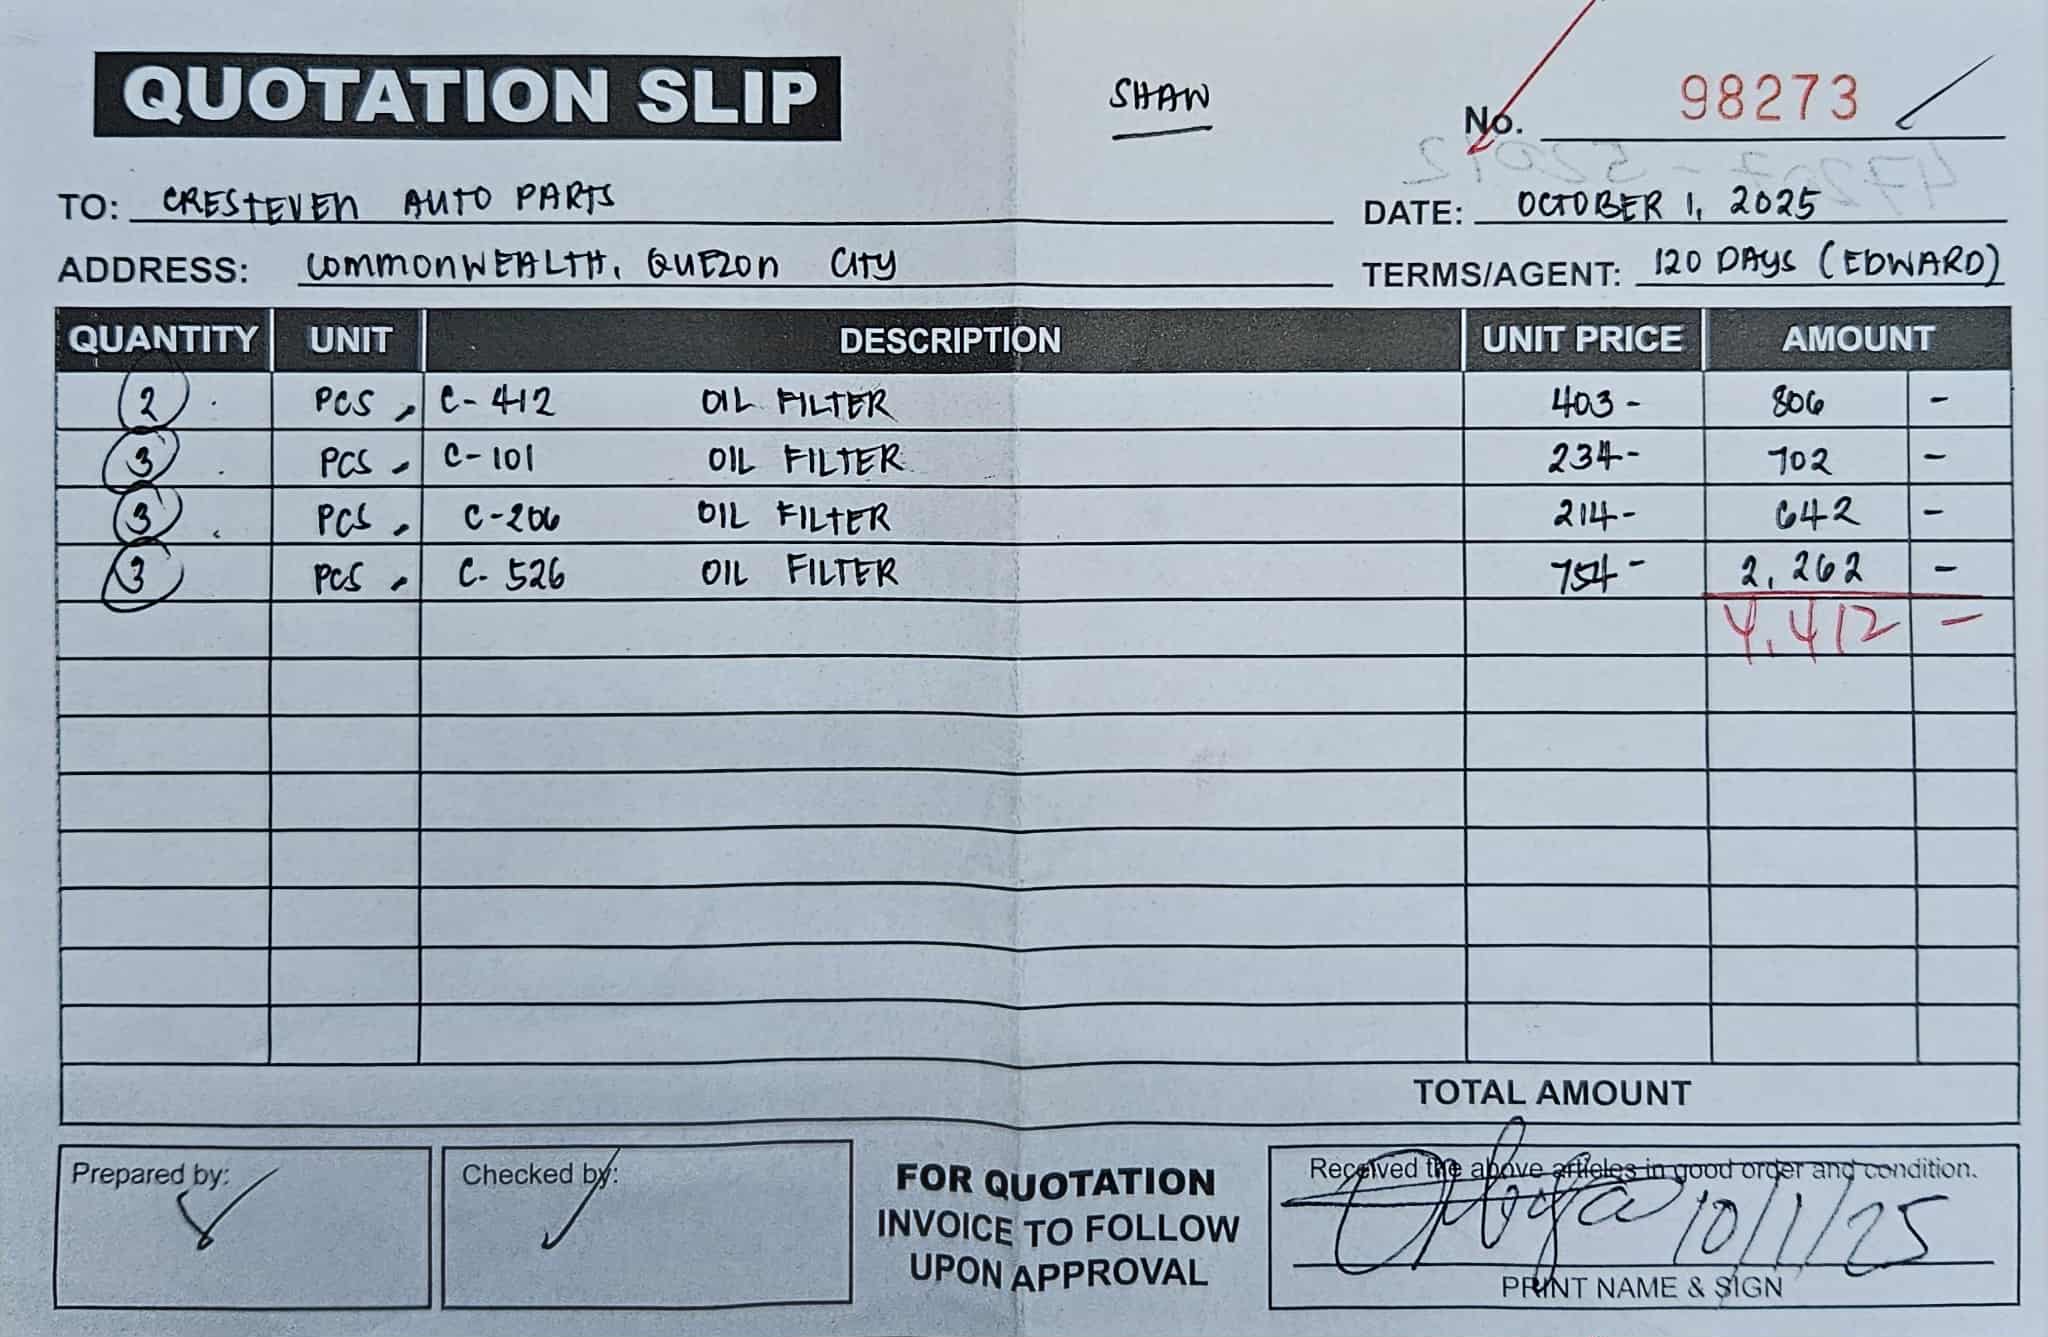 QUOTATION SLIP
SHAW
No. 98273
TO: CRESTEVEN AUTO PARTS
DATE: OCTOBER 1, 2025
ADDRESS: COMMONWEALTH, QUEZON CITY
TERMS/AGENT: 120 DAYS (EDWARD)
QUANTITY UNIT DESCRIPTION UNIT PRICE AMOUNT
2 PCS C-412 OIL FILTER 403- 806 -
3 PCS C-101 OIL FILTER 234- 702 -
3 PCS C-206 OIL FILTER 214- 642 -
3 PCS C-526 OIL FILTER 754- 2,262 -
4,412 -
TOTAL AMOUNT
Prepared by:
Checked by:
FOR QUOTATION
INVOICE TO FOLLOW
UPON APPROVAL
Received the above articles in good order and condition.
10/1/25
PRINT NAME & SIGN